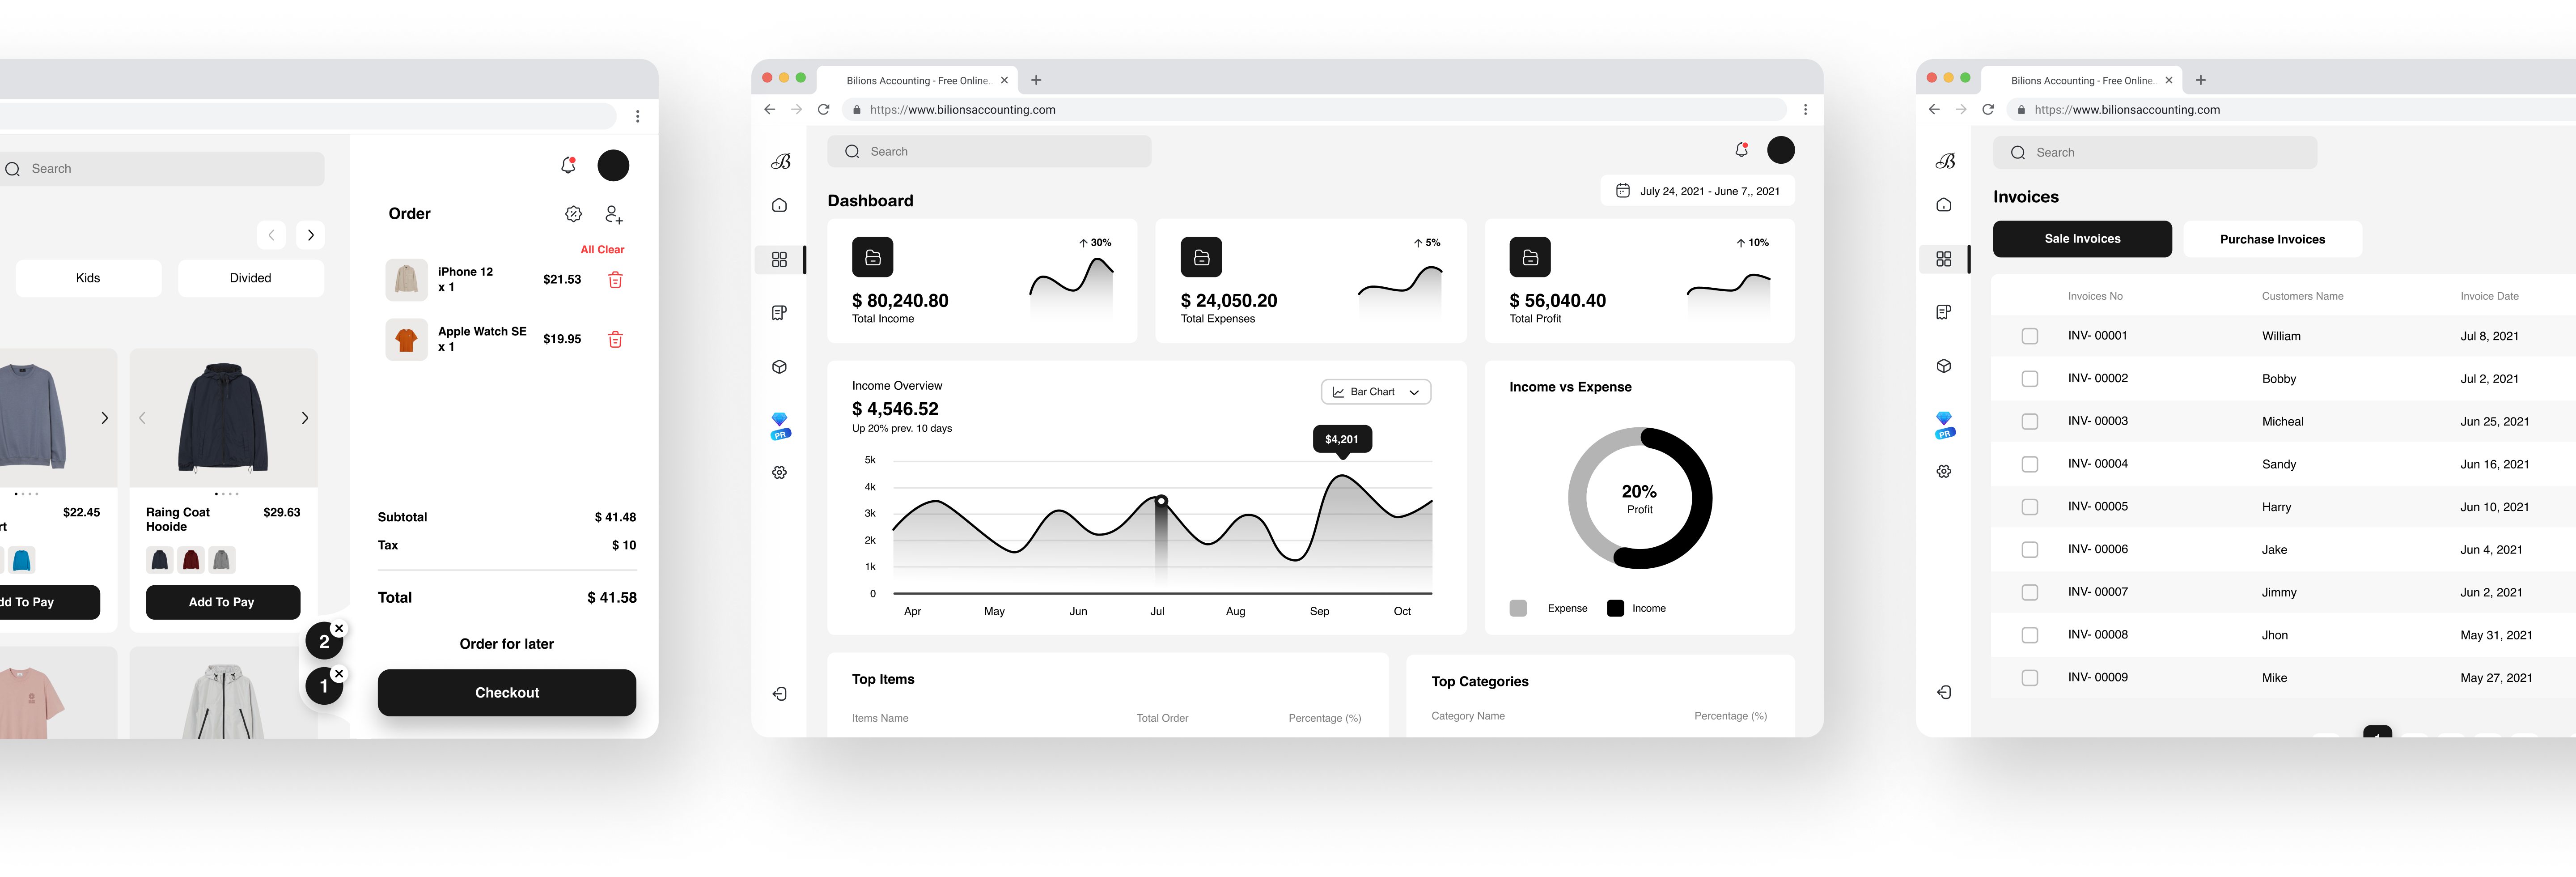 Search
Kids
Divided
$22.45
rt
Raing Coat
Hooide
$29.63
dd To Pay
Add To Pay
2
1
Order
All Clear
iPhone 12
x 1
$21.53
Apple Watch SE
x 1
$19.95
Subtotal
$ 41.48
Tax
$ 10
Total
$ 41.58
Order for later
Checkout
Bilions Accounting - Free Online.
https://www.bilionsaccounting.com
B
PR
Search
Dashboard
July 24, 2021 - June 7,, 2021
30%
$ 80,240.80
Total Income
5%
$ 24,050.20
Total Expenses
10%
$ 56,040.40
Total Profit
Income Overview
$ 4,546.52
Up 20% prev. 10 days
Bar Chart
$4,201
5k
4k
3k
2k
1k
0
Apr May Jun Jul Aug Sep Oct
Income vs Expense
20%
Profit
Expense Income
Top Items
Items Name Total Order Percentage (%)
Top Categories
Category Name Percentage (%)
Bilions Accounting - Free Online.
https://www.bilionsaccounting.com
B
PR
Search
Invoices
Sale Invoices Purchase Invoices
Invoices No Customers Name Invoice Date
INV- 00001 William Jul 8, 2021
INV- 00002 Bobby Jul 2, 2021
INV- 00003 Micheal Jun 25, 2021
INV- 00004 Sandy Jun 16, 2021
INV- 00005 Harry Jun 10, 2021
INV- 00006 Jake Jun 4, 2021
INV- 00007 Jimmy Jun 2, 2021
INV- 00008 Jhon May 31, 2021
INV- 00009 Mike May 27, 2021